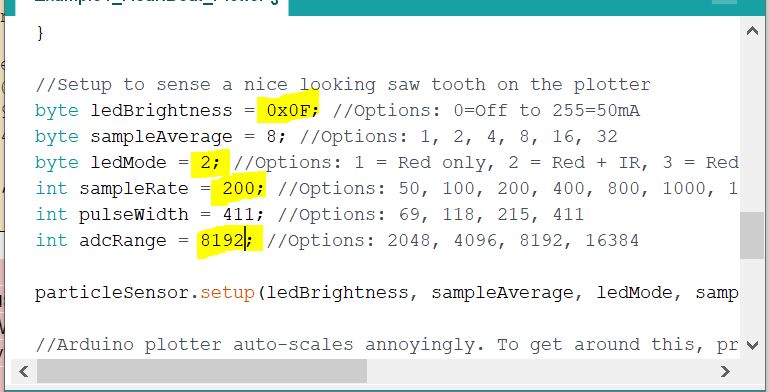 }
//Setup to sense a nice looking saw tooth on the plotter
byte ledBrightness = 0x0F; //Options: 0=Off to 255=50mA
byte sampleAverage = 8; //Options: 1, 2, 4, 8, 16, 32
byte ledMode = 2; //Options: 1 = Red only, 2 = Red + IR, 3 = Red
int sampleRate = 200; //Options: 50, 100, 200, 400, 800, 1000, 1
int pulseWidth = 411; //Options: 69, 118, 215, 411
int adcRange = 8192; //Options: 2048, 4096, 8192, 16384
particleSensor.setup(ledBrightness, sampleAverage, ledMode, samp
//Arduino plotter auto-scales annoyingly. To get around this, pr